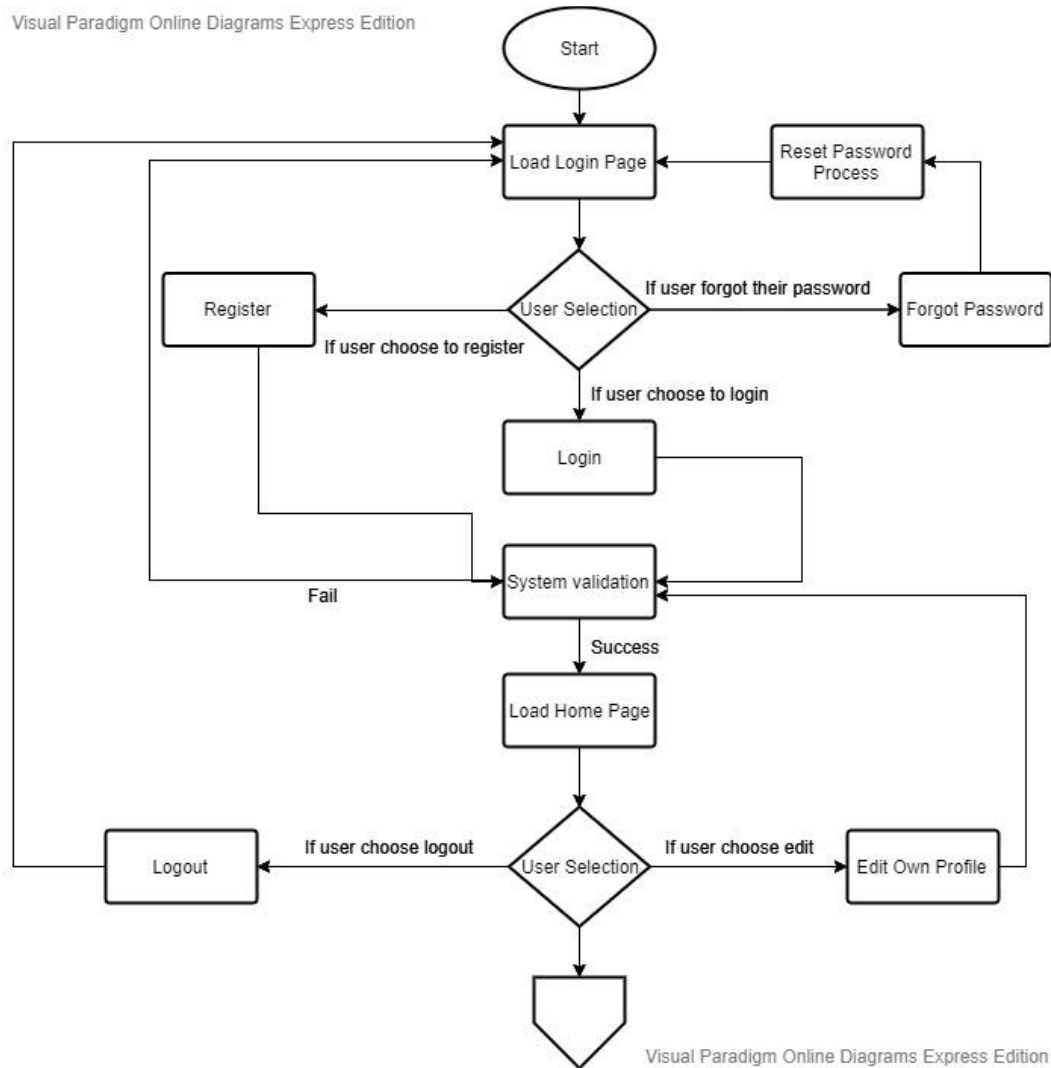 Visual Paradigm Online Diagrams Express Edition
Start
Load Login Page
Reset Password
Process
Register
User Selection
If user forgot their password
Forgot Password
If user choose to register
If user choose to login
Login
System validation
Fail
Success
Load Home Page
Logout
If user choose logout
User Selection
If user choose edit
Edit Own Profile
Visual Paradigm Online Diagrams Express Edition